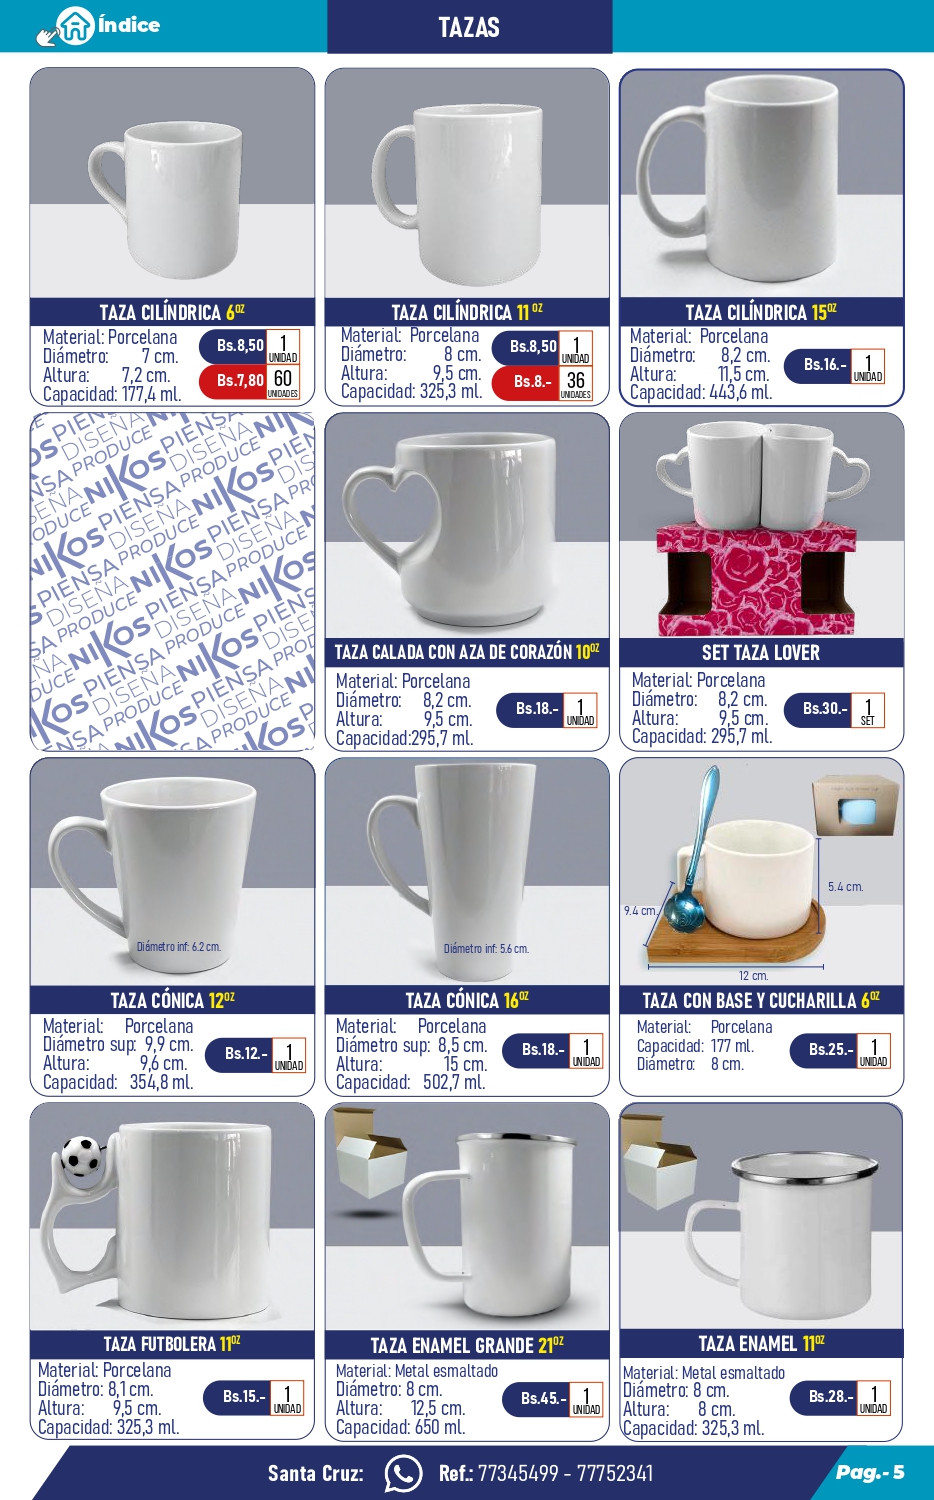 Índice
TAZAS
TAZA CILÍNDRICA 6OZ
Material: Porcelana
Diámetro: 7 cm.
Altura: 7,2 cm.
Capacidad: 177,4 ml.
Bs.8,50 1 UNIDAD
Bs.7,80 60 UNIDADES
TAZA CILÍNDRICA 11 OZ
Material: Porcelana
Diámetro: 8 cm.
Altura: 9,5 cm.
Capacidad: 325,3 ml.
Bs.8,50 1 UNIDAD
Bs.8.- 36 UNIDADES
TAZA CILÍNDRICA 15OZ
Material: Porcelana
Diámetro: 8,2 cm.
Altura: 11,5 cm.
Capacidad: 443,6 ml.
Bs.16.- 1 UNIDAD
NIKOS PIENSA DISEÑA PRODUCE
TAZA CALADA CON AZA DE CORAZÓN 10OZ
Material: Porcelana
Diámetro: 8,2 cm.
Altura: 9,5 cm.
Capacidad:295,7 ml.
Bs.18.- 1 UNIDAD
SET TAZA LOVER
Material: Porcelana
Diámetro: 8,2 cm.
Altura: 9,5 cm.
Capacidad: 295,7 ml.
Bs.30.- 1 SET
Diámetro inf: 6.2 cm.
TAZA CÓNICA 12OZ
Material: Porcelana
Diámetro sup: 9,9 cm.
Altura: 9,6 cm.
Capacidad: 354,8 ml.
Bs.12.- 1 UNIDAD
Diámetro inf: 5.6 cm.
TAZA CÓNICA 16OZ
Material: Porcelana
Diámetro sup: 8,5 cm.
Altura: 15 cm.
Capacidad: 502,7 ml.
Bs.18.- 1 UNIDAD
5.4 cm.
9.4 cm.
12 cm.
TAZA CON BASE Y CUCHARILLA 6OZ
Material: Porcelana
Capacidad: 177 ml.
Diámetro: 8 cm.
Bs.25.- 1 UNIDAD
TAZA FUTBOLERA 11OZ
Material: Porcelana
Diámetro: 8,1 cm.
Altura: 9,5 cm.
Capacidad: 325,3 ml.
Bs.15.- 1 UNIDAD
TAZA ENAMEL GRANDE 21OZ
Material: Metal esmaltado
Diámetro: 8 cm.
Altura: 12,5 cm.
Capacidad: 650 ml.
Bs.45.- 1 UNIDAD
TAZA ENAMEL 11OZ
Material: Metal esmaltado
Diámetro: 8 cm.
Altura: 8 cm.
Capacidad: 325,3 ml.
Bs.28.- 1 UNIDAD
Santa Cruz: Ref.: 77345499 - 77752341
Pag.- 5